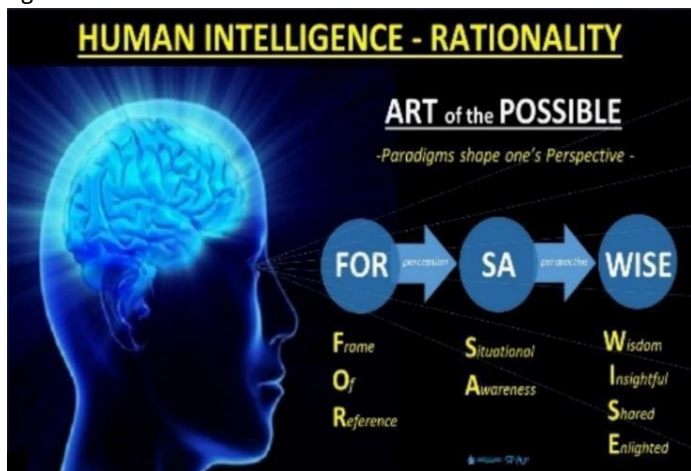 HUMAN INTELLIGENCE - RATIONALITY
ART of the POSSIBLE
-Paradigms shape one's Perspective -
FOR perception SA perspective WISE
Frame
Of
Reference
Situational
Awareness
Wisdom
Insightful
Shared
Enlighted